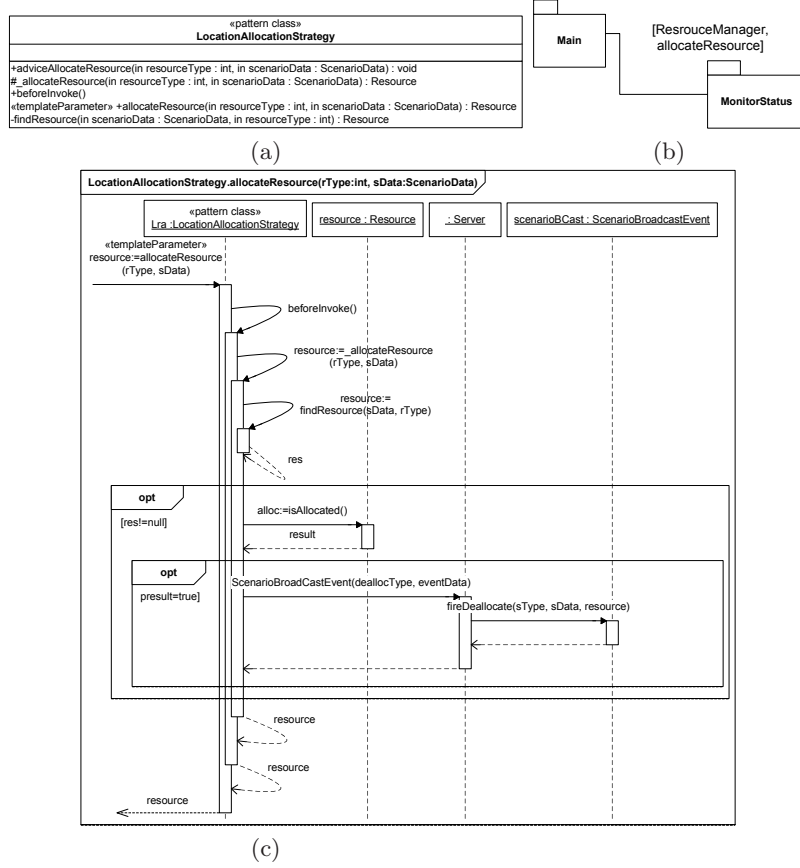 «pattern class»
LocationAllocationStrategy
+adviceAllocateResource(in resourceType : int, in scenarioData : ScenarioData) : void
#_allocateResource(in resourceType : int, in scenarioData : ScenarioData) : Resource
+beforeInvoke()
«templateParameter» +allocateResource(in resourceType : int, in scenarioData : ScenarioData) : Resource
-findResource(in scenarioData : ScenarioData, in resourceType : int) : Resource
(a)
Main
[ResrouceManager,
allocateResource]
MonitorStatus
(b)
LocationAllocationStrategy.allocateResource(rType:int, sData:ScenarioData)
«pattern class»
Lra :LocationAllocationStrategy
resource : Resource
: Server
scenarioBCast : ScenarioBroadcastEvent
«templateParameter»
resource:=allocateResource
(rType, sData)
beforeInvoke()
resource:=_allocateResource
(rType, sData)
resource:=
findResource(sData, rType)
res
opt
[res!=null]
alloc:=isAllocated()
result
opt
presult=true]
ScenarioBroadCastEvent(deallocType, eventData)
fireDeallocate(sType, sData, resource)
resource
resource
resource
(c)